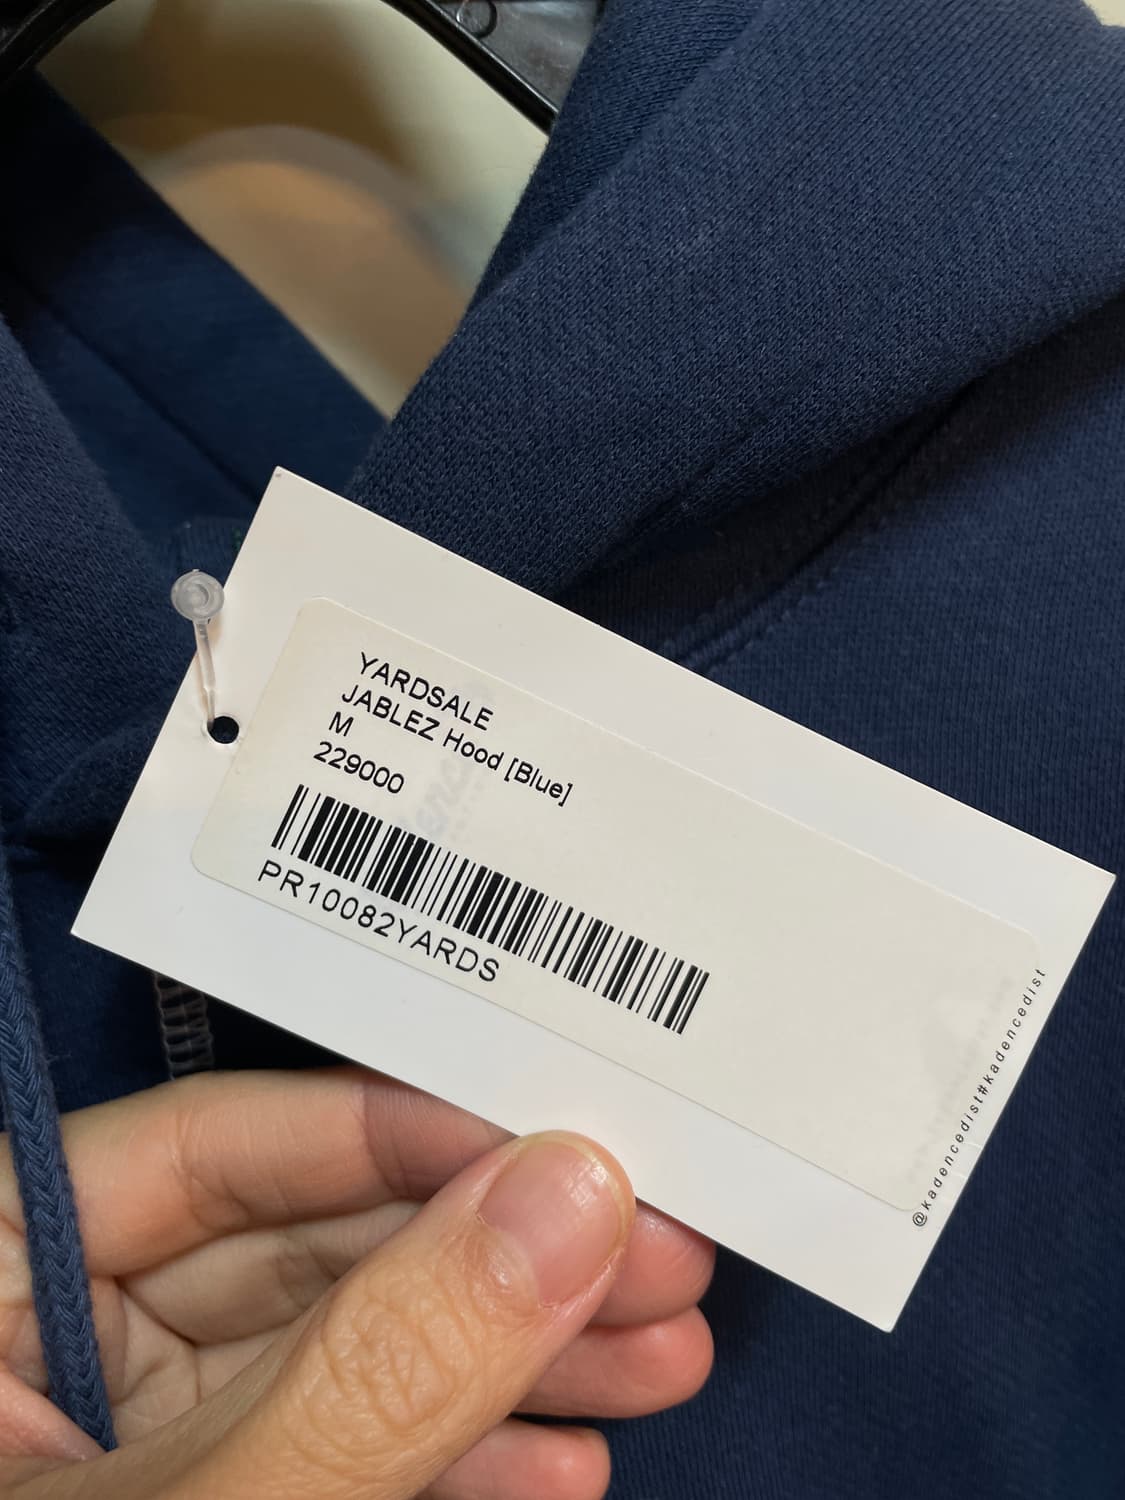 YARDSALE
JABLEZ Hood [Blue]
M
229000
PR10082YARDS
@kadencedist#kadencedist